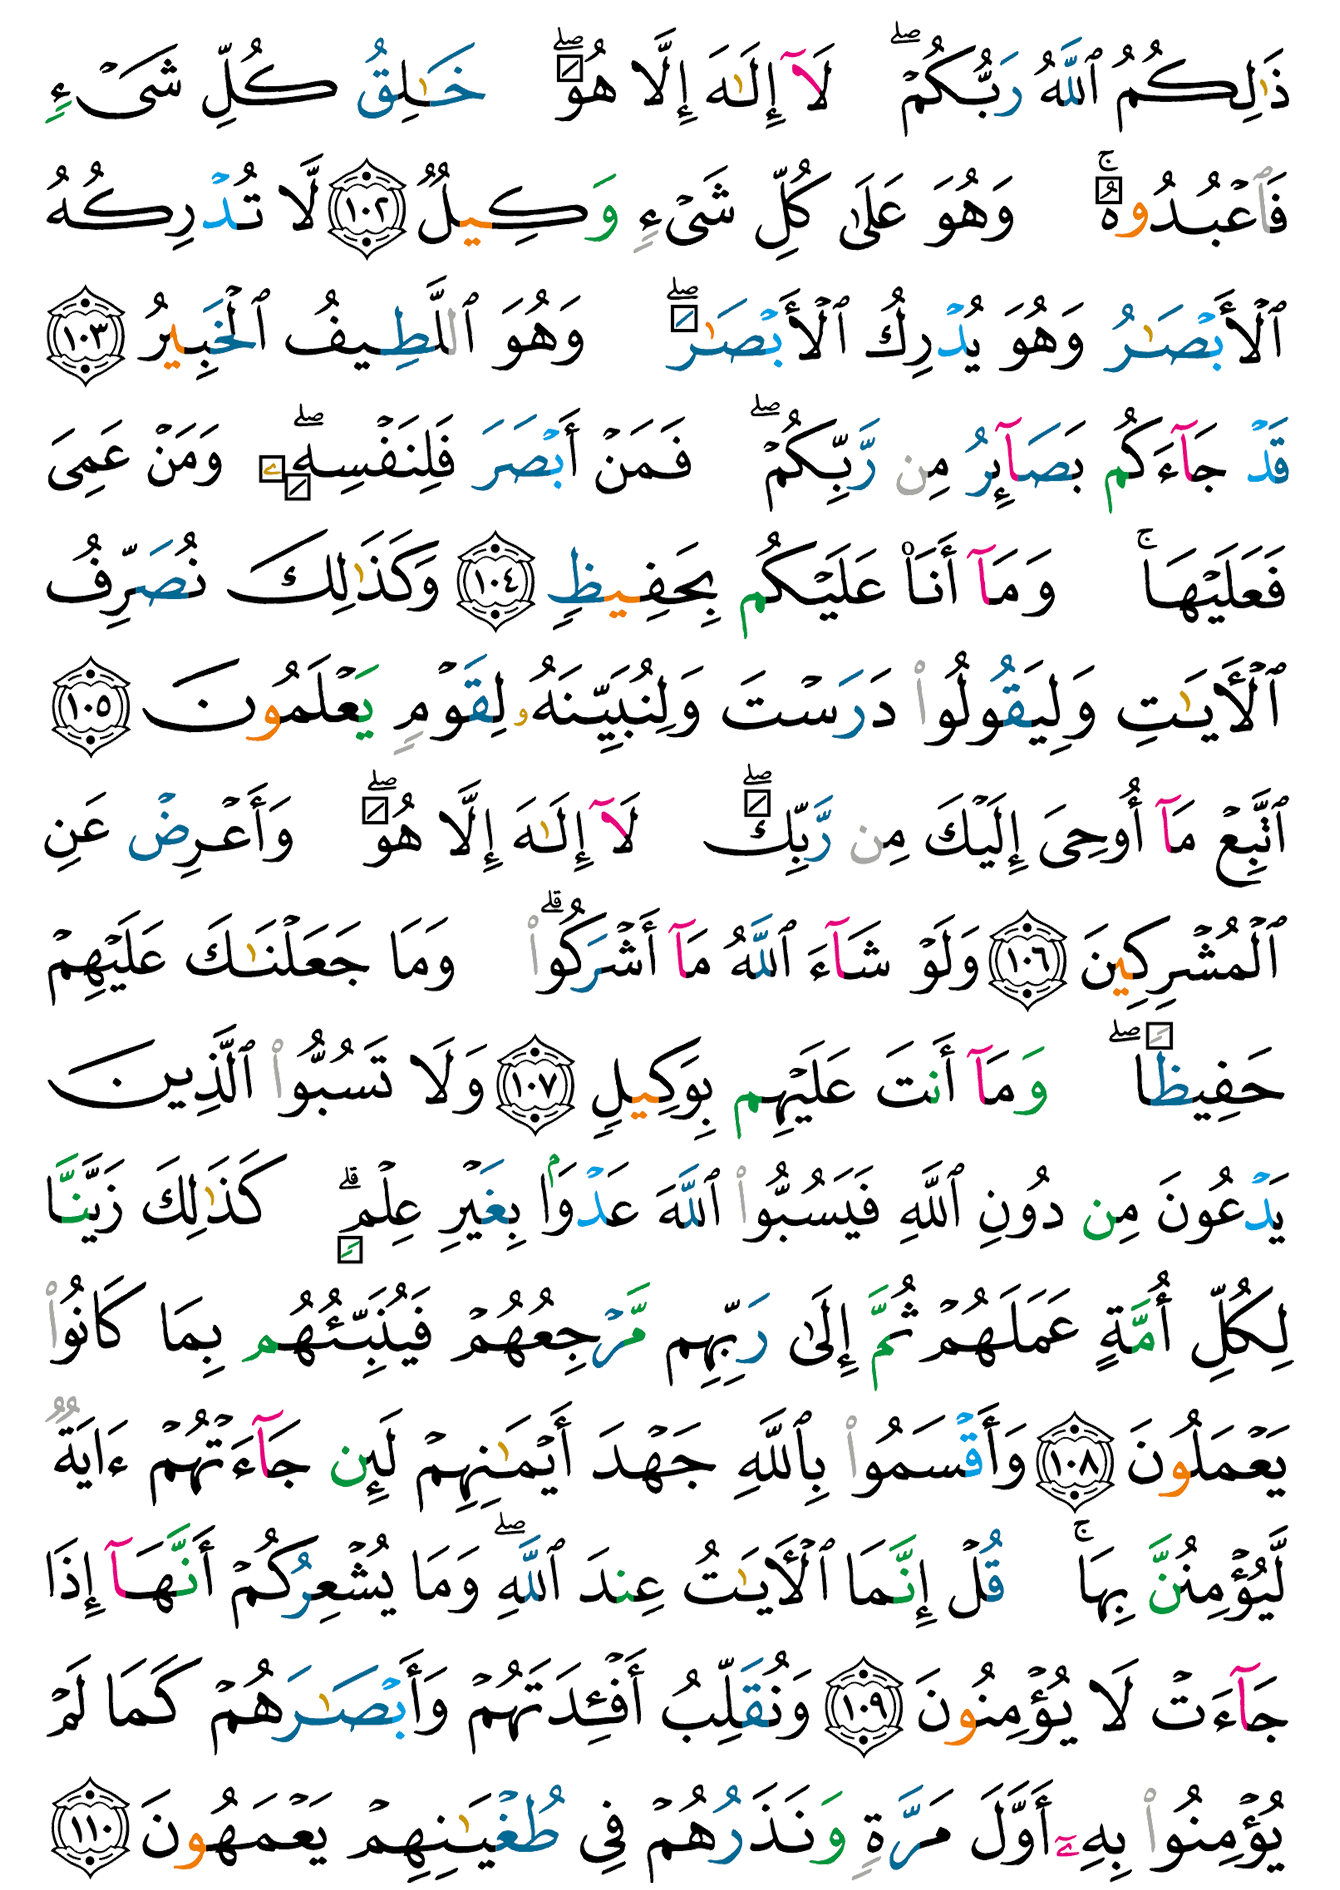 ذَٰلِكُمُ ٱللَّهُ رَبُّكُمْۖ لَآ إِلَٰهَ إِلَّا هُوَۖ خَٰلِقُ كُلِّ شَىْءٍ
فَٱعْبُدُوهُۚ وَهُوَ عَلَىٰ كُلِّ شَىْءٍ وَكِيلٌ ١٠٢ لَّا تُدْرِكُهُ
ٱلْأَبْصَٰرُ وَهُوَ يُدْرِكُ ٱلْأَبْصَٰرَۖ وَهُوَ ٱللَّطِيفُ ٱلْخَبِيرُ ١٠٣
قَدْ جَآءَكُم بَصَآئِرُ مِن رَّبِّكُمْۖ فَمَنْ أَبْصَرَ فَلِنَفْسِهِۦۖ وَمَنْ عَمِىَ
فَعَلَيْهَاۚ وَمَآ أَنَا۠ عَلَيْكُم بِحَفِيظٍ ١٠٤ وَكَذَٰلِكَ نُصَرِّفُ
ٱلْأَيَٰتِ وَلِيَقُولُوا۟ دَرَسْتَ وَلِنُبَيِّنَهُۥ لِقَوْمٍ يَعْلَمُونَ ١٠٥
ٱتَّبِعْ مَآ أُوحِىَ إِلَيْكَ مِن رَّبِّكَۖ لَآ إِلَٰهَ إِلَّا هُوَۖ وَأَعْرِضْ عَنِ
ٱلْمُشْرِكِينَ ١٠٦ وَلَوْ شَآءَ ٱللَّهُ مَآ أَشْرَكُوا۟ۗ وَمَا جَعَلْنَٰكَ عَلَيْهِمْ
حَفِيظًاۖ وَمَآ أَنتَ عَلَيْهِم بِوَكِيلٍ ١٠٧ وَلَا تَسُبُّوا۟ ٱلَّذِينَ
يَدْعُونَ مِن دُونِ ٱللَّهِ فَيَسُبُّوا۟ ٱللَّهَ عَدْوَۢا بِغَيْرِ عِلْمٍۗ كَذَٰلِكَ زَيَّنَّا
لِكُلِّ أُمَّةٍ عَمَلَهُمْ ثُمَّ إِلَىٰ رَبِّهِم مَّرْجِعُهُمْ فَيُنَبِّئُهُم بِمَا كَانُوا۟
يَعْمَلُونَ ١٠٨ وَأَقْسَمُوا۟ بِٱللَّهِ جَهْدَ أَيْمَٰنِهِمْ لَئِن جَآءَتْهُمْ ءَايَةٌ
لَّيُؤْمِنُنَّ بِهَاۚ قُلْ إِنَّمَا ٱلْأَيَٰتُ عِندَ ٱللَّهِۖ وَمَا يُشْعِرُكُمْ أَنَّهَآ إِذَا
جَآءَتْ لَا يُؤْمِنُونَ ١٠٩ وَنُقَلِّبُ أَفْـِٔدَتَهُمْ وَأَبْصَٰرَهُمْ كَمَا لَمْ
يُؤْمِنُوا۟ بِهِۦٓ أَوَّلَ مَرَّةٍ وَنَذَرُهُمْ فِى طُغْيَٰنِهِمْ يَعْمَهُونَ ١١٠